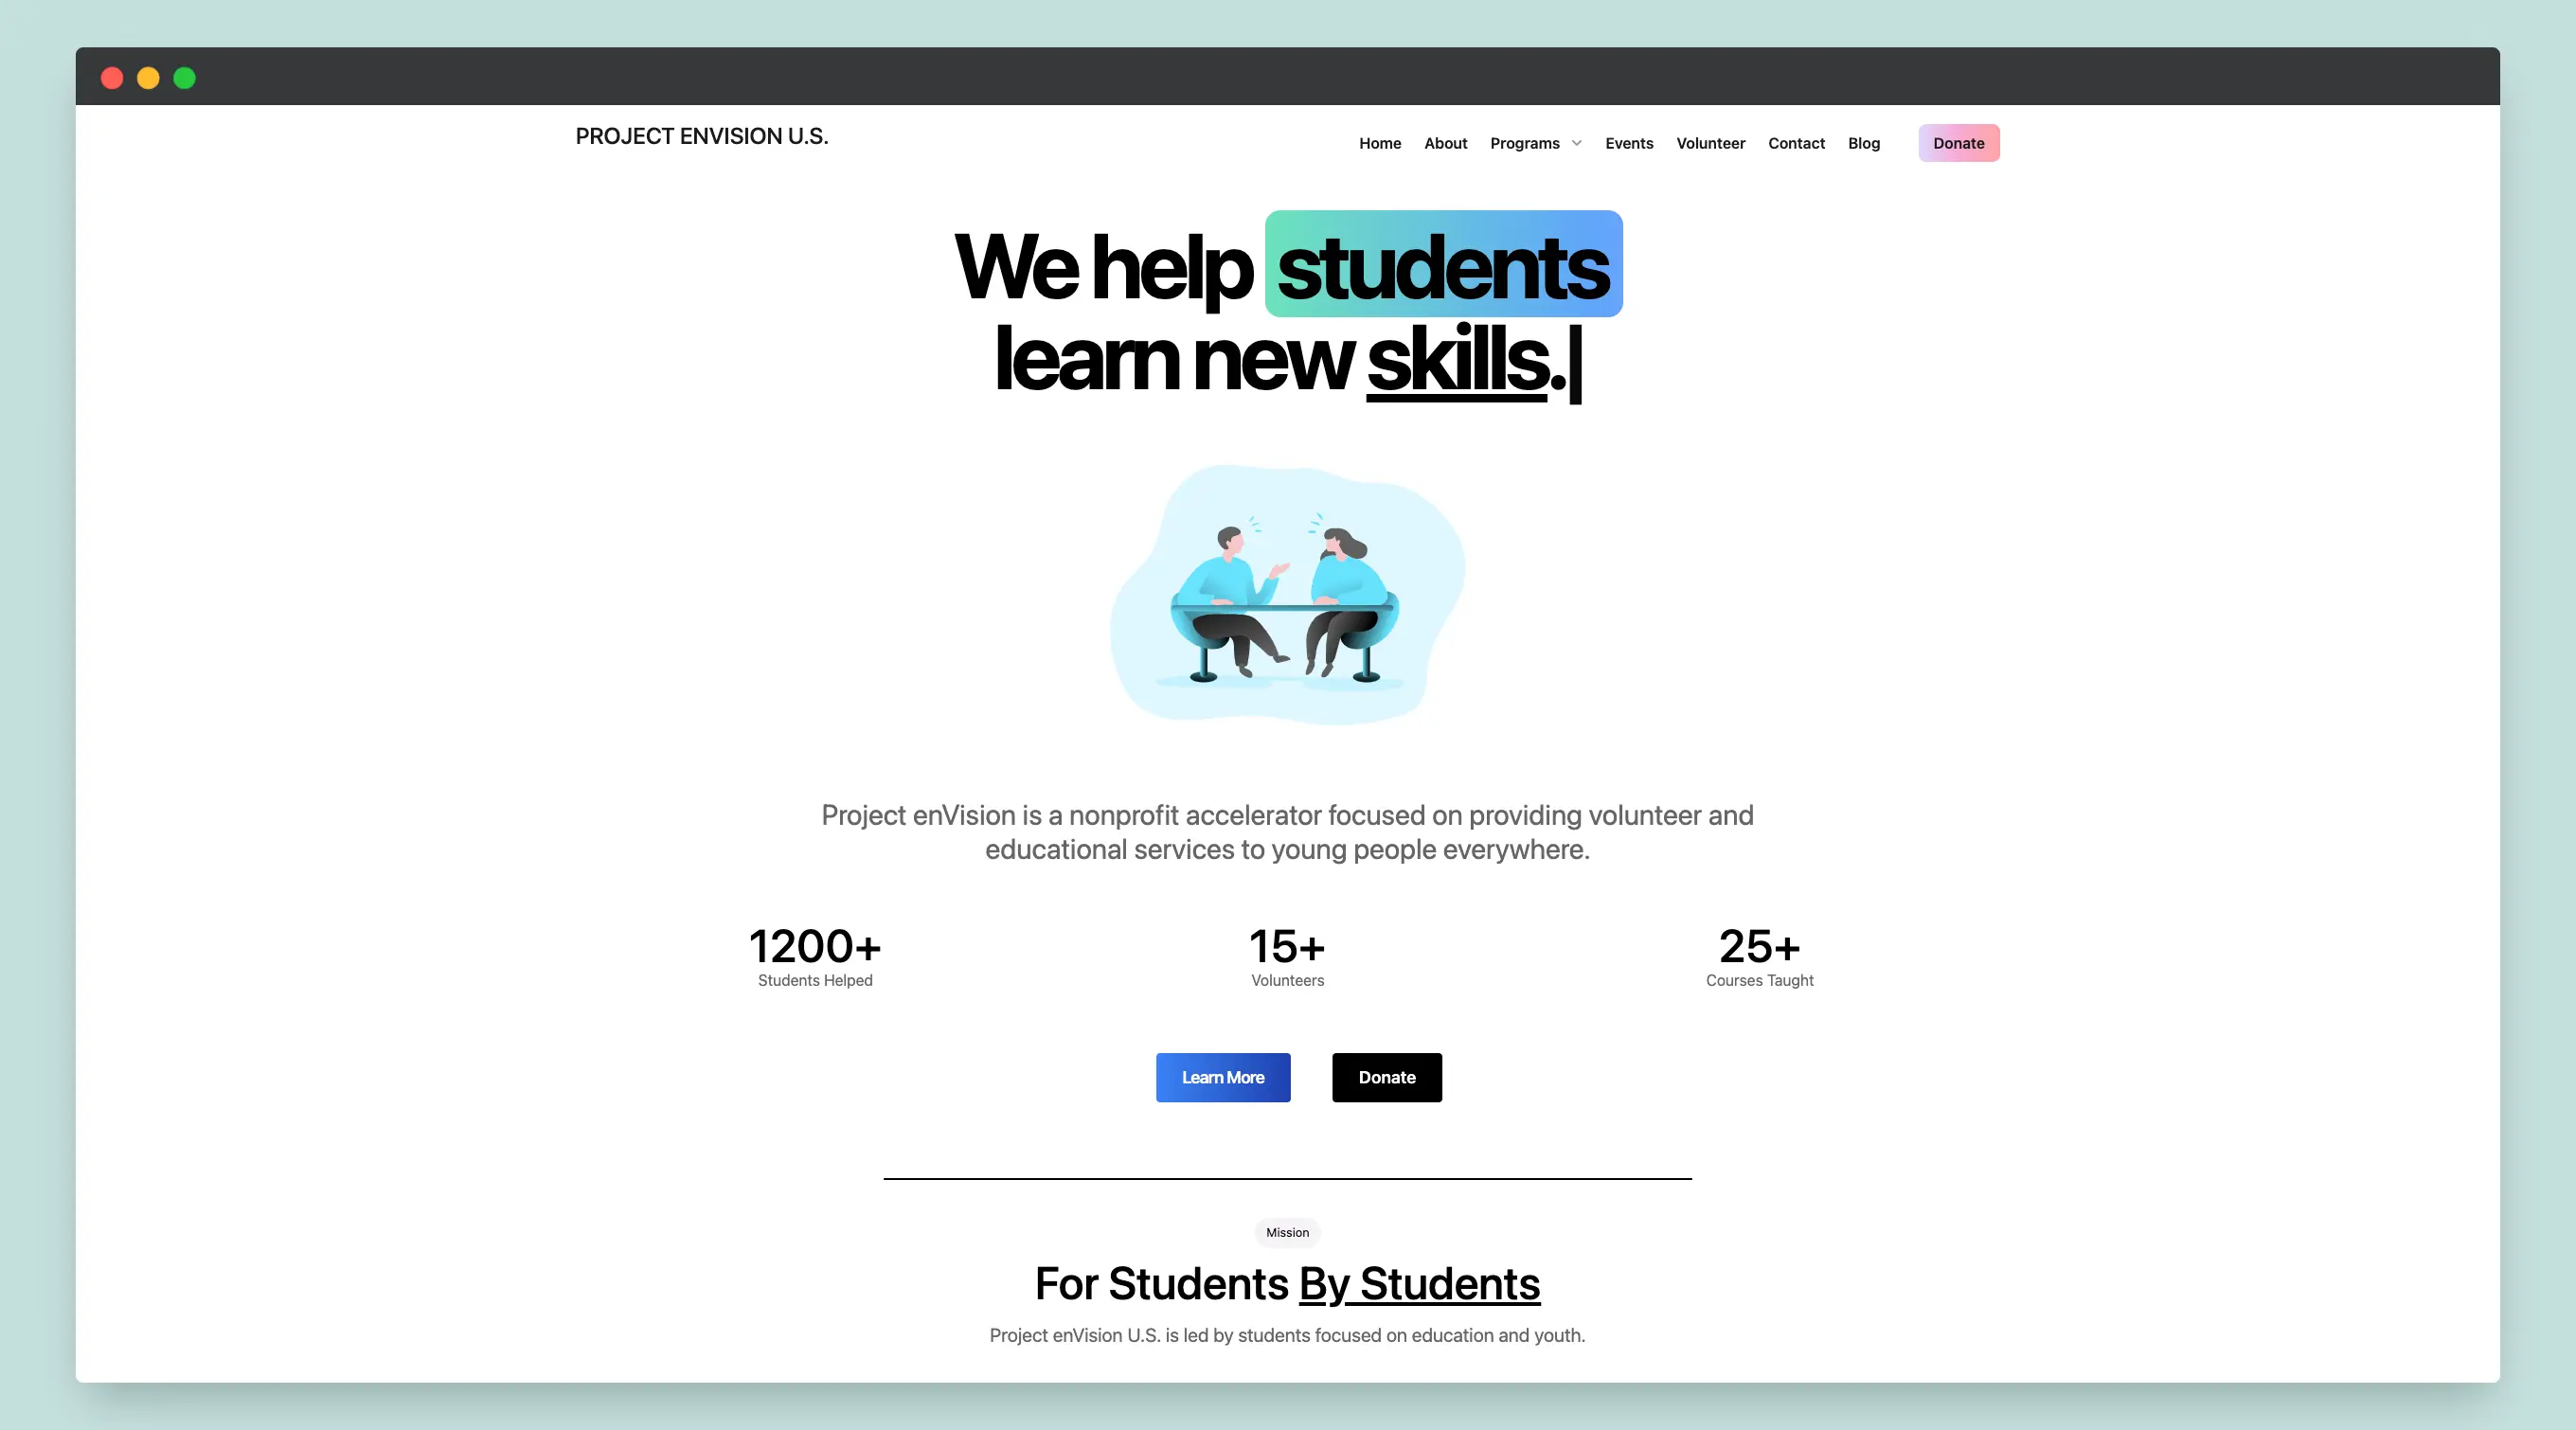 PROJECT ENVISION U.S.
Home About Programs Events Volunteer Contact Blog Donate
We help students
learn new skills.|
Project enVision is a nonprofit accelerator focused on providing volunteer and
educational services to young people everywhere.
1200+ 15+ 25+
Students Helped Volunteers Courses Taught
Learn More Donate
Mission
For Students By Students
Project enVision U.S. is led by students focused on education and youth.